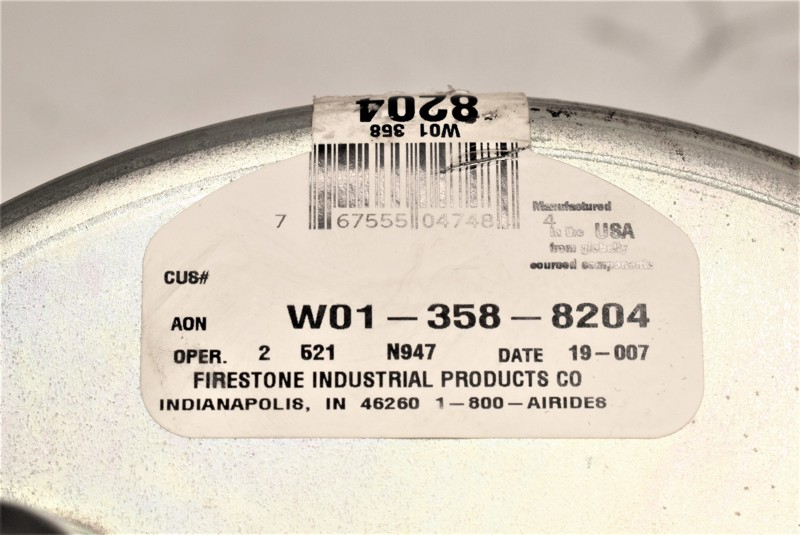 8204
W01 358
7 67555 04748 4
Manufactured
in the USA
from globally
sourced components
CUS#
AON W01-358-8204
OPER. 2 521 N947 DATE 19-007
FIRESTONE INDUSTRIAL PRODUCTS CO
INDIANAPOLIS, IN 46260 1-800-AIRIDES